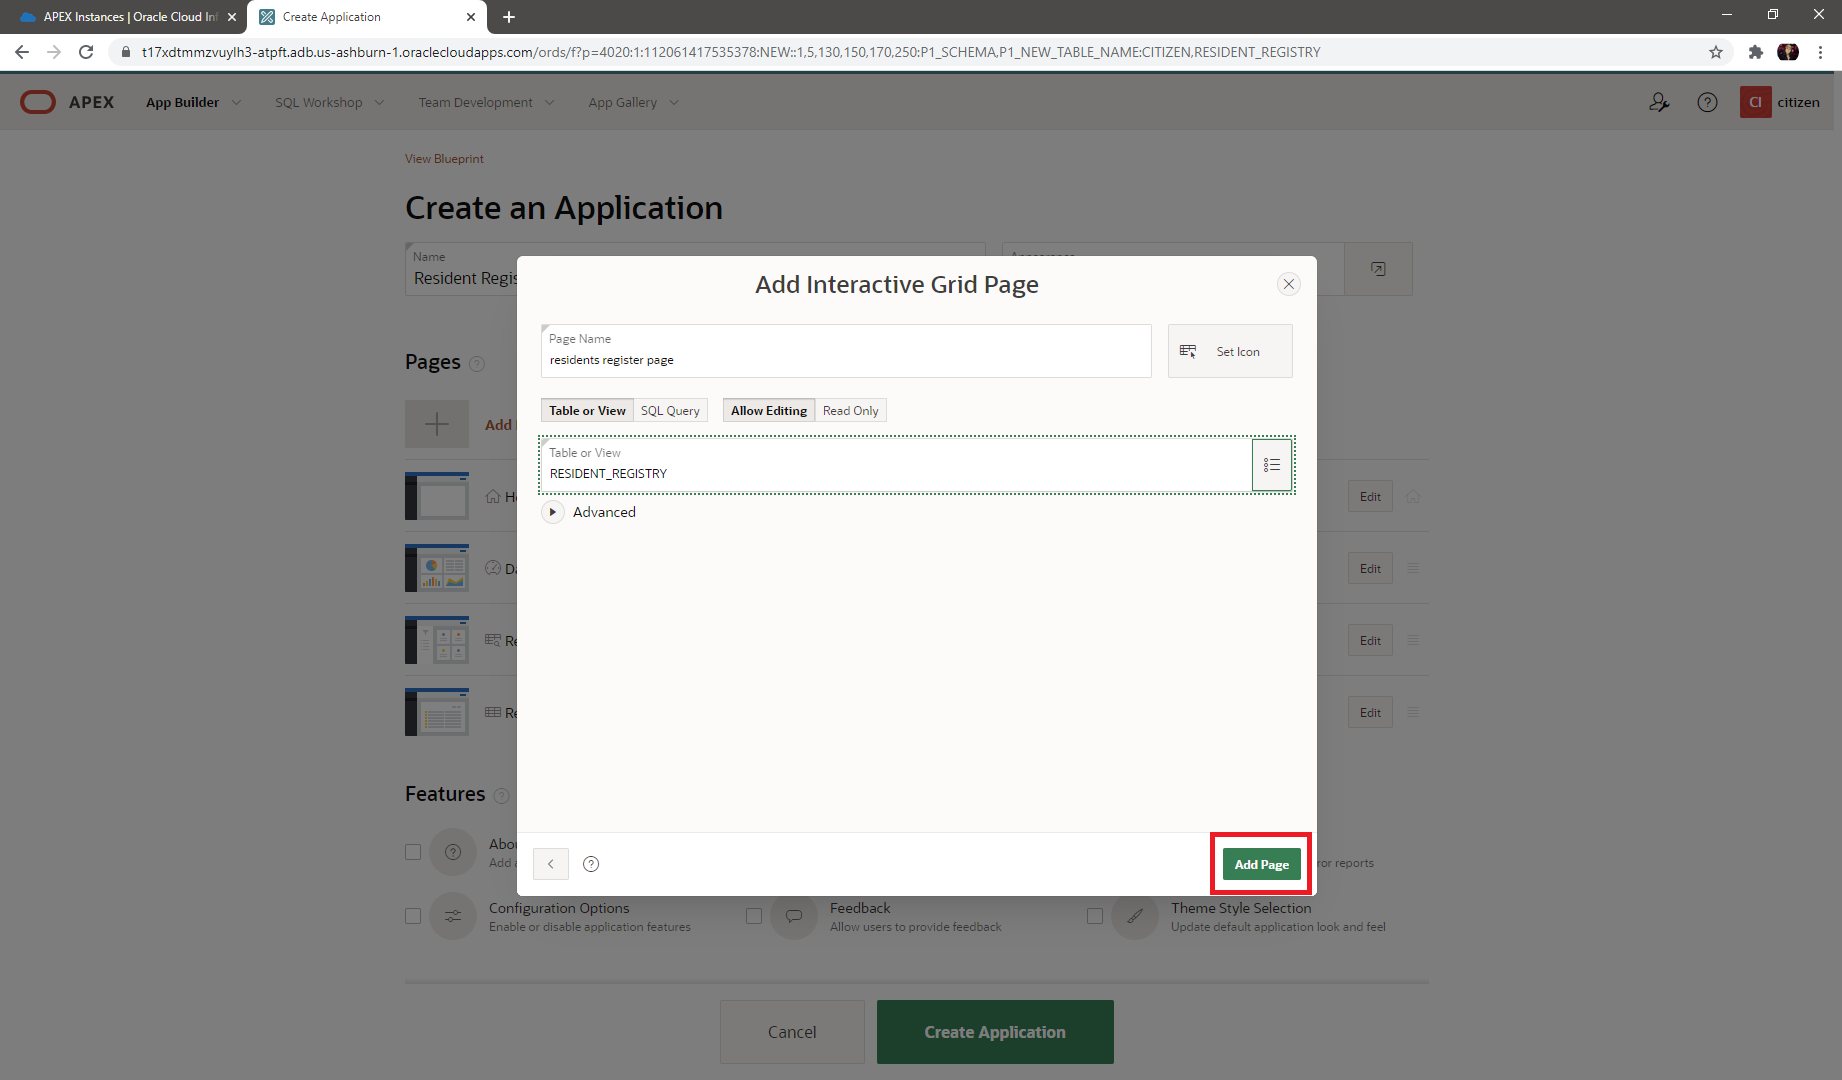 APEX Instances | Oracle Cloud Inf
Create Application
t17xdtmmzvuylh3-atpft.adb.us-ashburn-1.oraclecloudapps.com/ords/f?p=4020:1:112061417535378:NEW::1,5,130,150,170,250:P1_SCHEMA,P1_NEW_TABLE_NAME:CITIZEN,RESIDENT_REGISTRY
APEX App Builder SQL Workshop Team Development App Gallery CI citizen
View Blueprint
Create an Application
Name
Resident Regis
Add Interactive Grid Page
Page Name
residents register page
Set Icon
Pages
Table or View SQL Query Allow Editing Read Only
Add
Table or View
RESIDENT_REGISTRY
Ho
Edit
Advanced
Da
Edit
Re
Edit
Re
Edit
Features
Abou
Add a
Add Page
ror reports
Configuration Options
Enable or disable application features
Feedback
Allow users to provide feedback
Theme Style Selection
Update default application look and feel
Cancel
Create Application